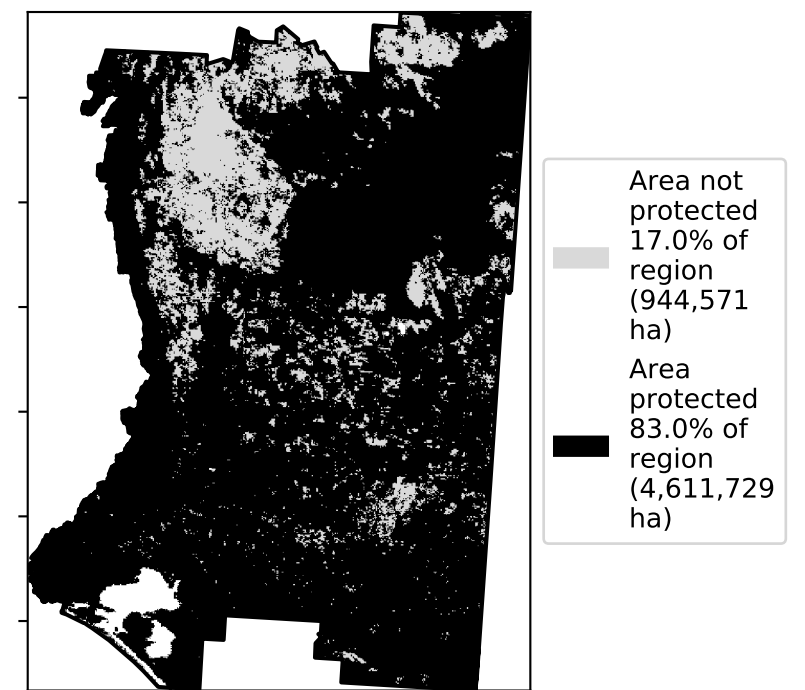 Area not
protected
17.0% of
region
(944,571
ha)
Area
protected
83.0% of
region
(4,611,729
ha)